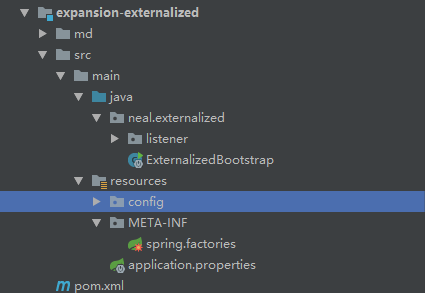 expansion-externalized
md
src
main
java
neal.externalized
listener
ExternalizedBootstrap
resources
config
META-INF
spring.factories
application.properties
pom.xml